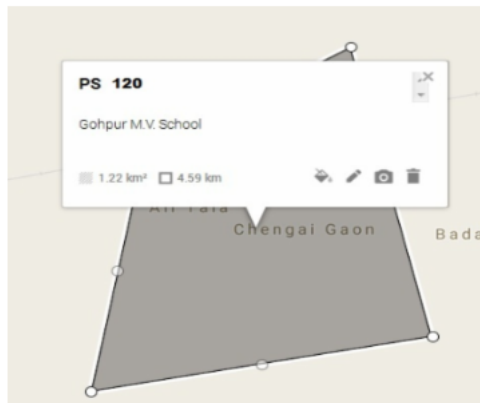 PS 120
Gohpur M.V. School
1.22 km² 4.59 km
Chengai Gaon
Bada